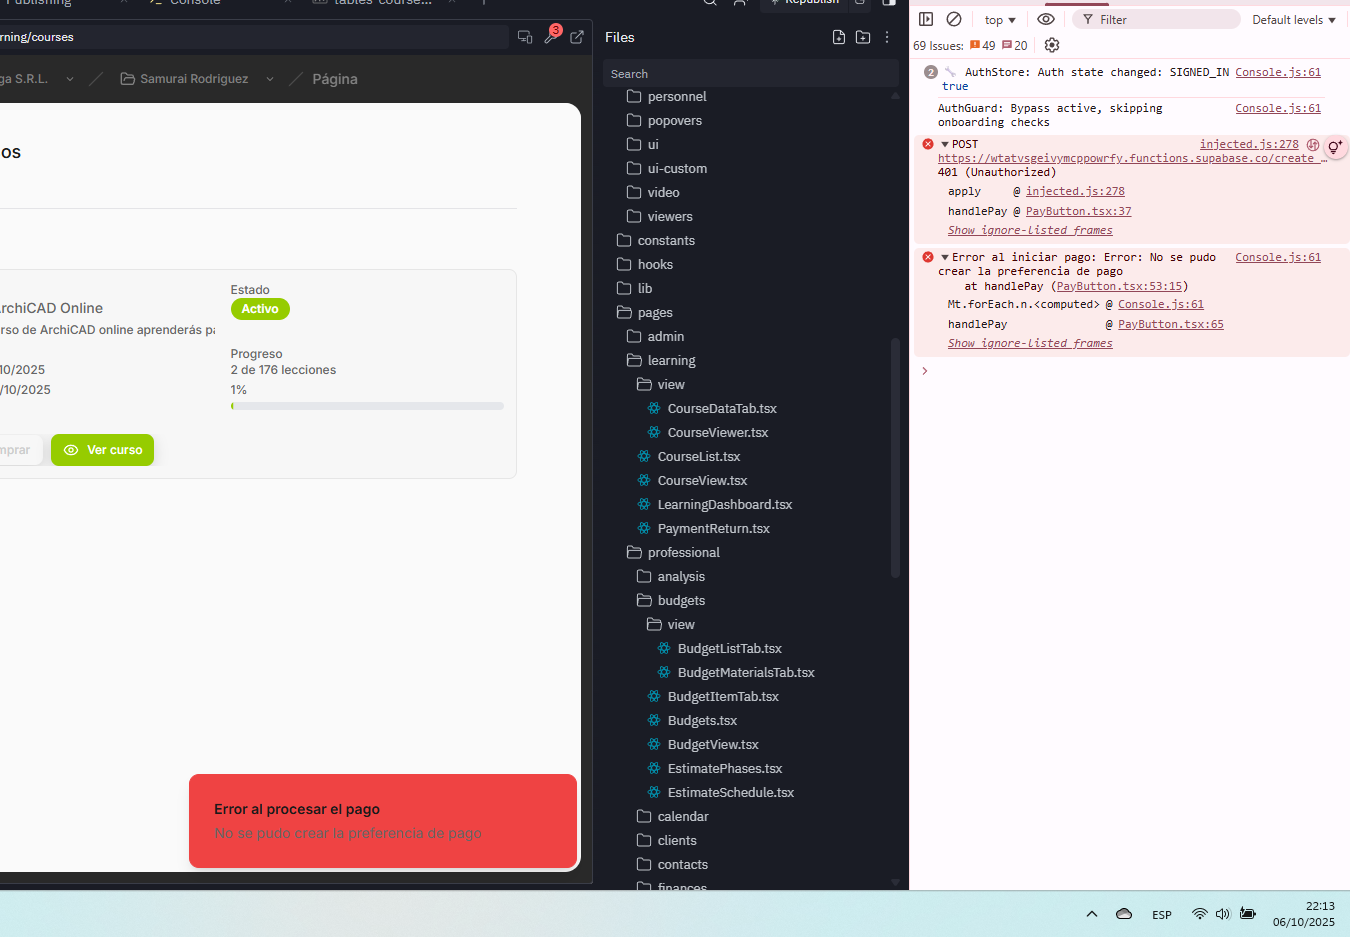 Publishing
Console
tables course...
Republish
rning/courses
3
ga S.R.L.
Samurai Rodriguez
Página
os
ArchiCAD Online
rso de ArchiCAD online aprenderás pa
10/2025
/10/2025
Estado
Activo
Progreso
2 de 176 lecciones
1%
mprar
Ver curso
Error al procesar el pago
No se pudo crear la preferencia de pago
Files
Search
personnel
popovers
ui
ui-custom
video
viewers
constants
hooks
lib
pages
admin
learning
view
CourseDataTab.tsx
CourseViewer.tsx
CourseList.tsx
CourseView.tsx
LearningDashboard.tsx
PaymentReturn.tsx
professional
analysis
budgets
view
BudgetListTab.tsx
BudgetMaterialsTab.tsx
BudgetItemTab.tsx
Budgets.tsx
BudgetView.tsx
EstimatePhases.tsx
EstimateSchedule.tsx
calendar
clients
contacts
finances
top
Filter
Default levels
69 Issues: 49 20
2 AuthStore: Auth state changed: SIGNED_IN Console.js:61
true
AuthGuard: Bypass active, skipping Console.js:61
onboarding checks
POST injected.js:278
https://wtatvsgeivymcppowrfy.functions.supabase.co/create_…
401 (Unauthorized)
apply @ injected.js:278
handlePay @ PayButton.tsx:37
Show ignore-listed frames
Error al iniciar pago: Error: No se pudo Console.js:61
crear la preferencia de pago
at handlePay (PayButton.tsx:53:15)
Mt.forEach.n.<computed> @ Console.js:61
handlePay @ PayButton.tsx:65
Show ignore-listed frames
ESP
22:13
06/10/2025